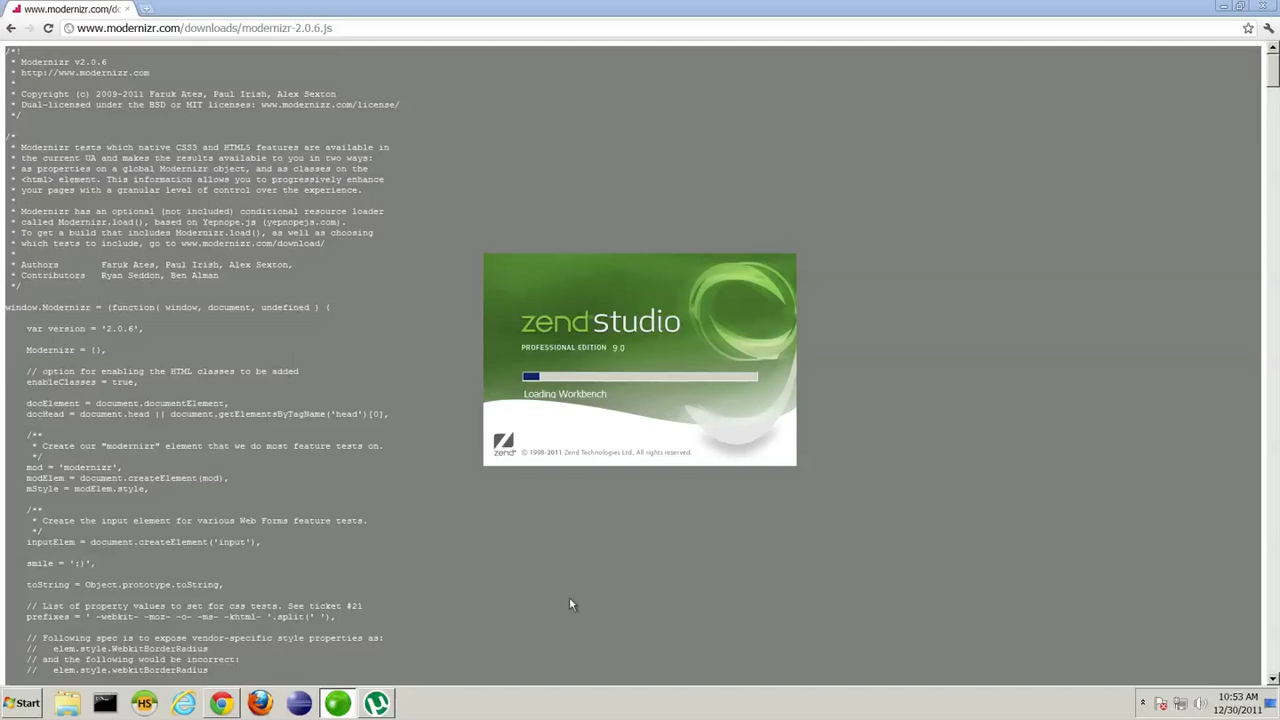 www.modernizr.com/do
www.modernizr.com/downloads/modernizr-2.0.6.js
/*!
* Modernizr v2.0.6
* http://www.modernizr.com
*
* Copyright (c) 2009-2011 Faruk Ates, Paul Irish, Alex Sexton
* Dual-licensed under the BSD or MIT licenses: www.modernizr.com/license/
*/
/*
* Modernizr tests which native CSS3 and HTML5 features are available in
* the current UA and makes the results available to you in two ways:
* as properties on a global Modernizr object, and as classes on the
* <html> element. This information allows you to progressively enhance
* your pages with a granular level of control over the experience.
*
* Modernizr has an optional (not included) conditional resource loader
* called Modernizr.load(), based on Yepnope.js (yepnopejs.com).
* To get a build that includes Modernizr.load(), as well as choosing
* which tests to include, go to www.modernizr.com/download/
*
* Authors        Faruk Ates, Paul Irish, Alex Sexton,
* Contributors   Ryan Seddon, Ben Alman
*/
window.Modernizr = (function( window, document, undefined ) {
var version = '2.0.6',
Modernizr = {},
// option for enabling the HTML classes to be added
enableClasses = true,
docElement = document.documentElement,
docHead = document.head || document.getElementsByTagName('head')[0],
/**
* Create our "modernizr" element that we do most feature tests on.
*/
mod = 'modernizr',
modElem = document.createElement(mod),
mStyle = modElem.style,
/**
* Create the input element for various Web Forms feature tests.
*/
inputElem = document.createElement('input'),
smile = ':)',
toString = Object.prototype.toString,
// List of property values to set for css tests. See ticket #21
prefixes = ' -webkit- -moz- -o- -ms- -khtml- '.split(' '),
// Following spec is to expose vendor-specific style properties as:
//   elem.style.WebkitBorderRadius
// and the following would be incorrect:
//   elem.style.webkitBorderRadius
zendstudio
PROFESSIONAL EDITION 9.0
Loading Workbench
zend
© 1998-2011 Zend Technologies Ltd., All rights reserved.
Start
HS
10:53 AM
12/30/2011